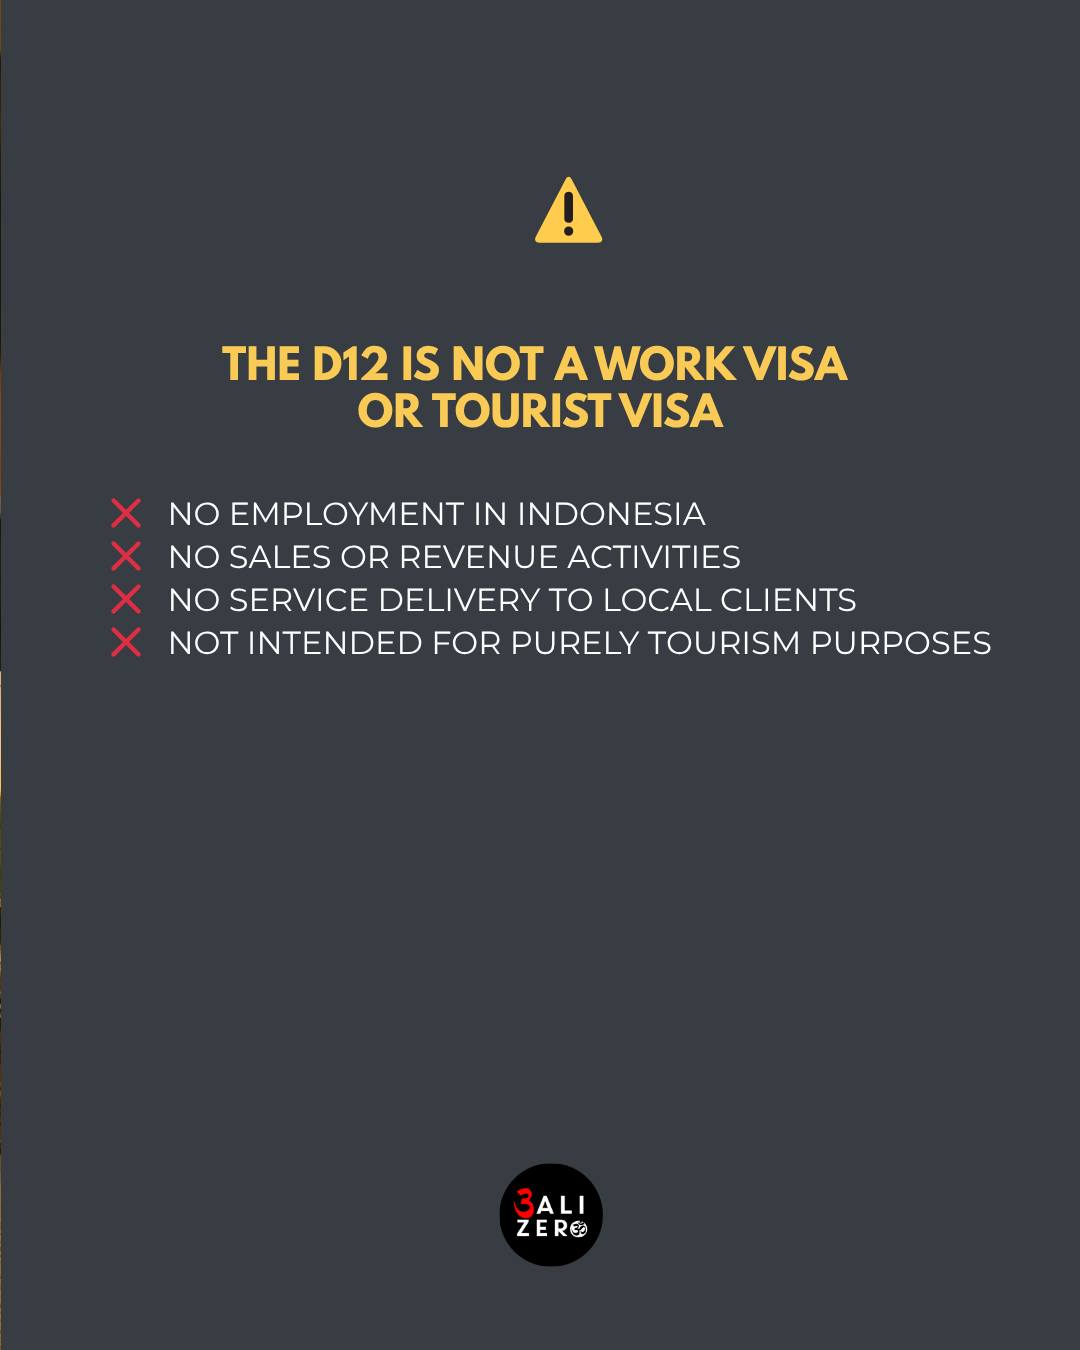 THE D12 IS NOT A WORK VISA
OR TOURIST VISA
NO EMPLOYMENT IN INDONESIA
NO SALES OR REVENUE ACTIVITIES
NO SERVICE DELIVERY TO LOCAL CLIENTS
NOT INTENDED FOR PURELY TOURISM PURPOSES
3ALI
ZERO